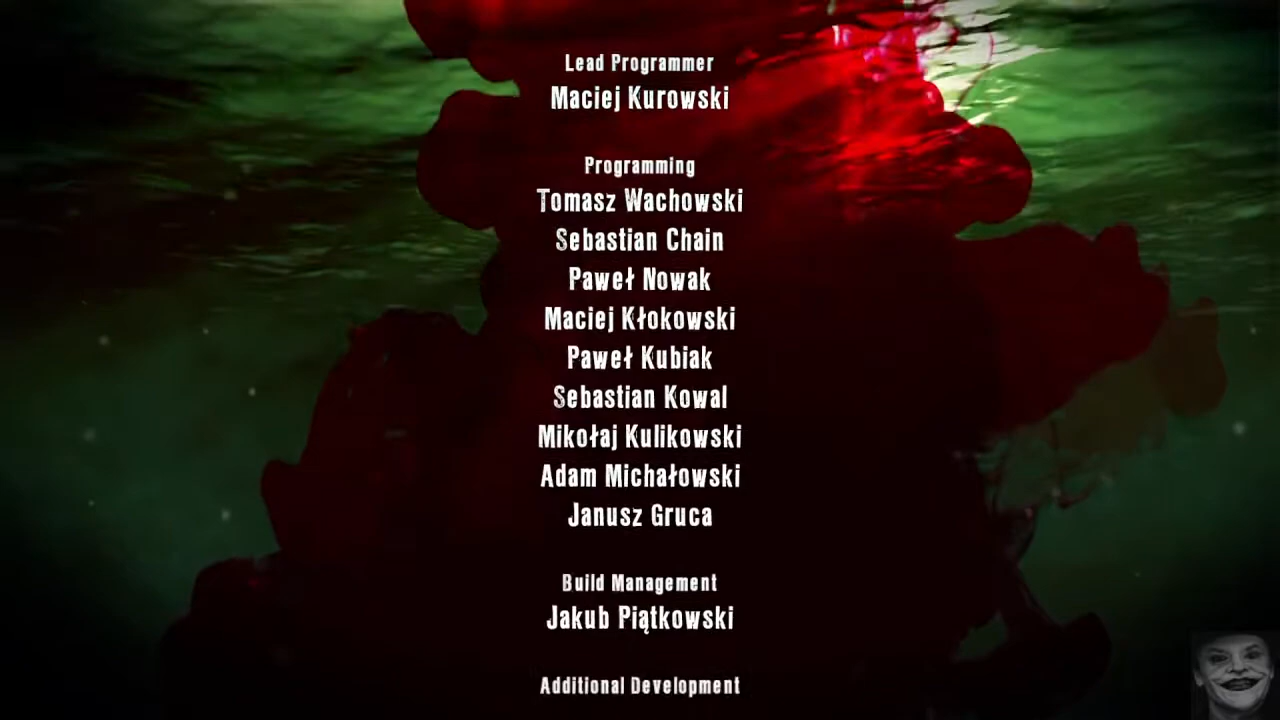 Lead Programmer
Maciej Kurowski
Programming
Tomasz Wachowski
Sebastian Chain
Paweł Nowak
Maciej Kłokowski
Paweł Kubiak
Sebastian Kowal
Mikołaj Kulikowski
Adam Michałowski
Janusz Gruca
Build Management
Jakub Piątkowski
Additional Development